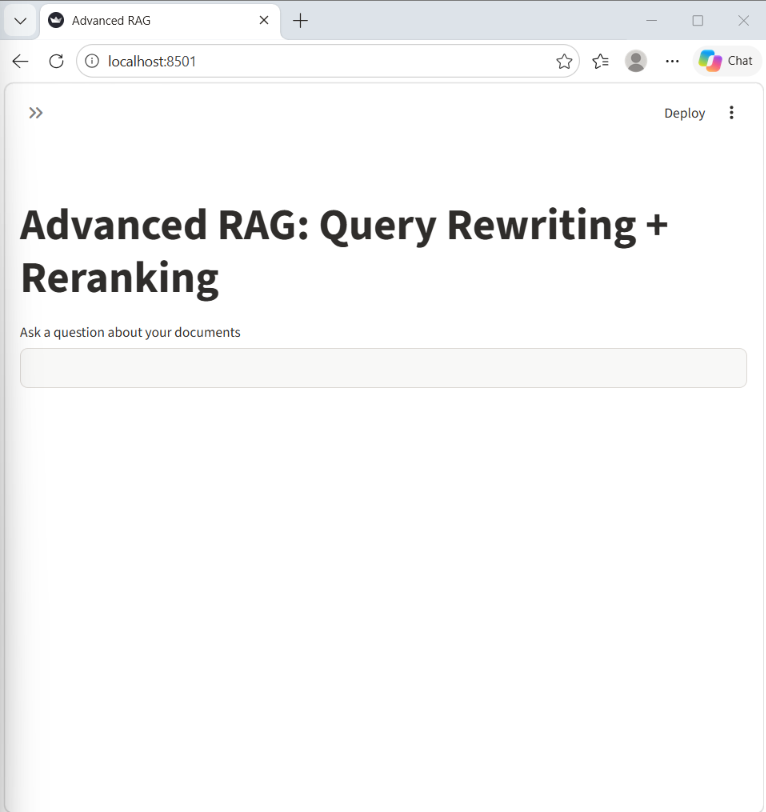 Advanced RAG
localhost:8501
Chat
Deploy
Advanced RAG: Query Rewriting +
Reranking
Ask a question about your documents